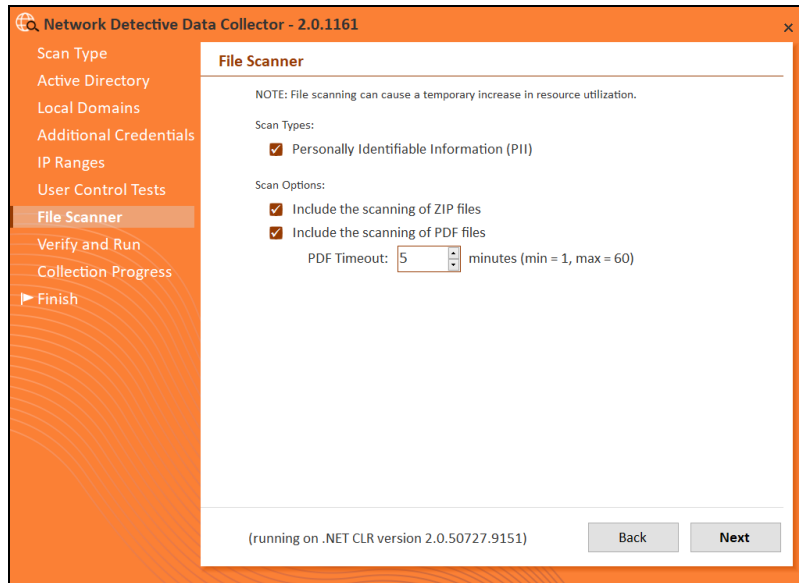 Network Detective Data Collector - 2.0.1161
Scan Type
Active Directory
Local Domains
Additional Credentials
IP Ranges
User Control Tests
File Scanner
Verify and Run
Collection Progress
Finish
File Scanner
NOTE: File scanning can cause a temporary increase in resource utilization.
Scan Types:
Personally Identifiable Information (PII)
Scan Options:
Include the scanning of ZIP files
Include the scanning of PDF files
PDF Timeout: 5 minutes (min = 1, max = 60)
(running on .NET CLR version 2.0.50727.9151)
Back
Next